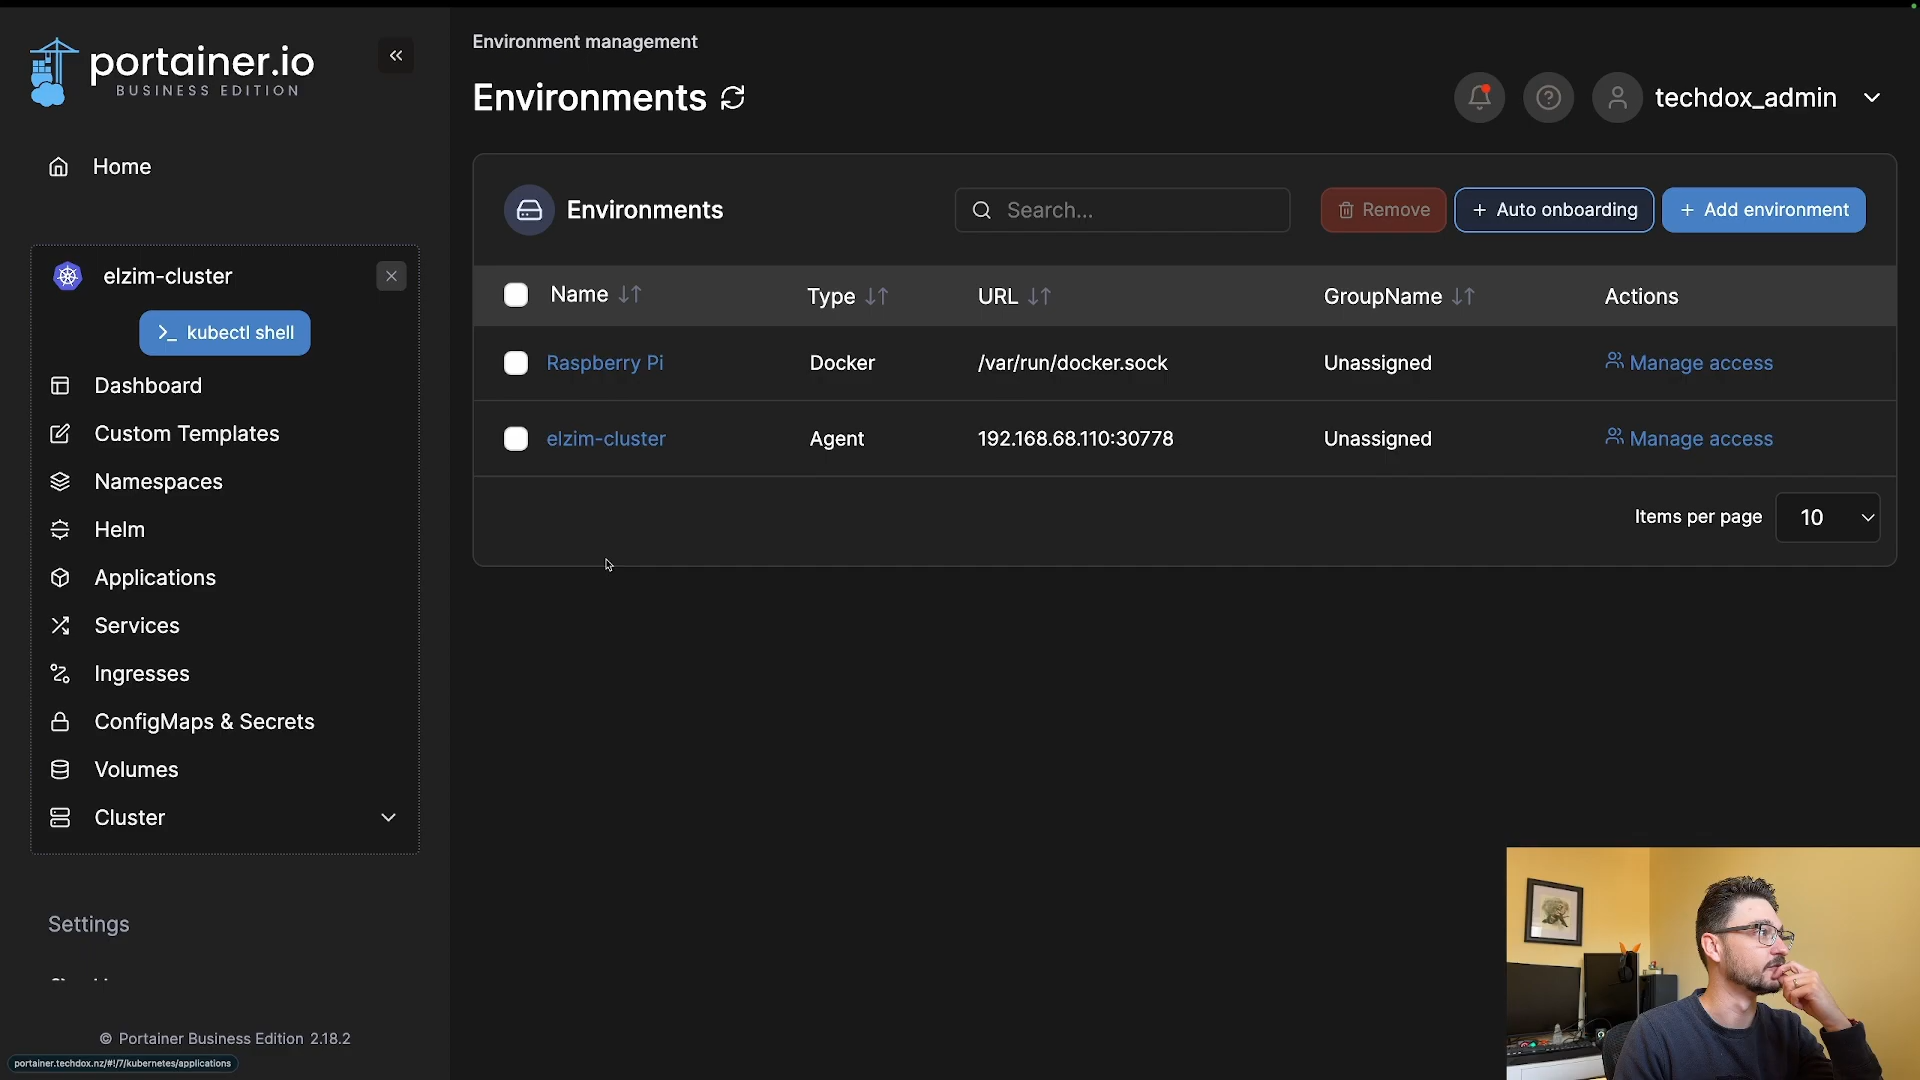 portainer.io
BUSINESS EDITION
Home
elzim-cluster
>_ kubectl shell
Dashboard
Custom Templates
Namespaces
Helm
Applications
Services
Ingresses
ConfigMaps & Secrets
Volumes
Cluster
Settings
© Portainer Business Edition 2.18.2
portainer.techdox.nz/#!/7/kubernetes/applications
Environment management
Environments
techdox_admin
Environments
Search...
Remove
+ Auto onboarding
+ Add environment
Name Type URL GroupName Actions
Raspberry Pi Docker /var/run/docker.sock Unassigned Manage access
elzim-cluster Agent 192.168.68.110:30778 Unassigned Manage access
Items per page 10